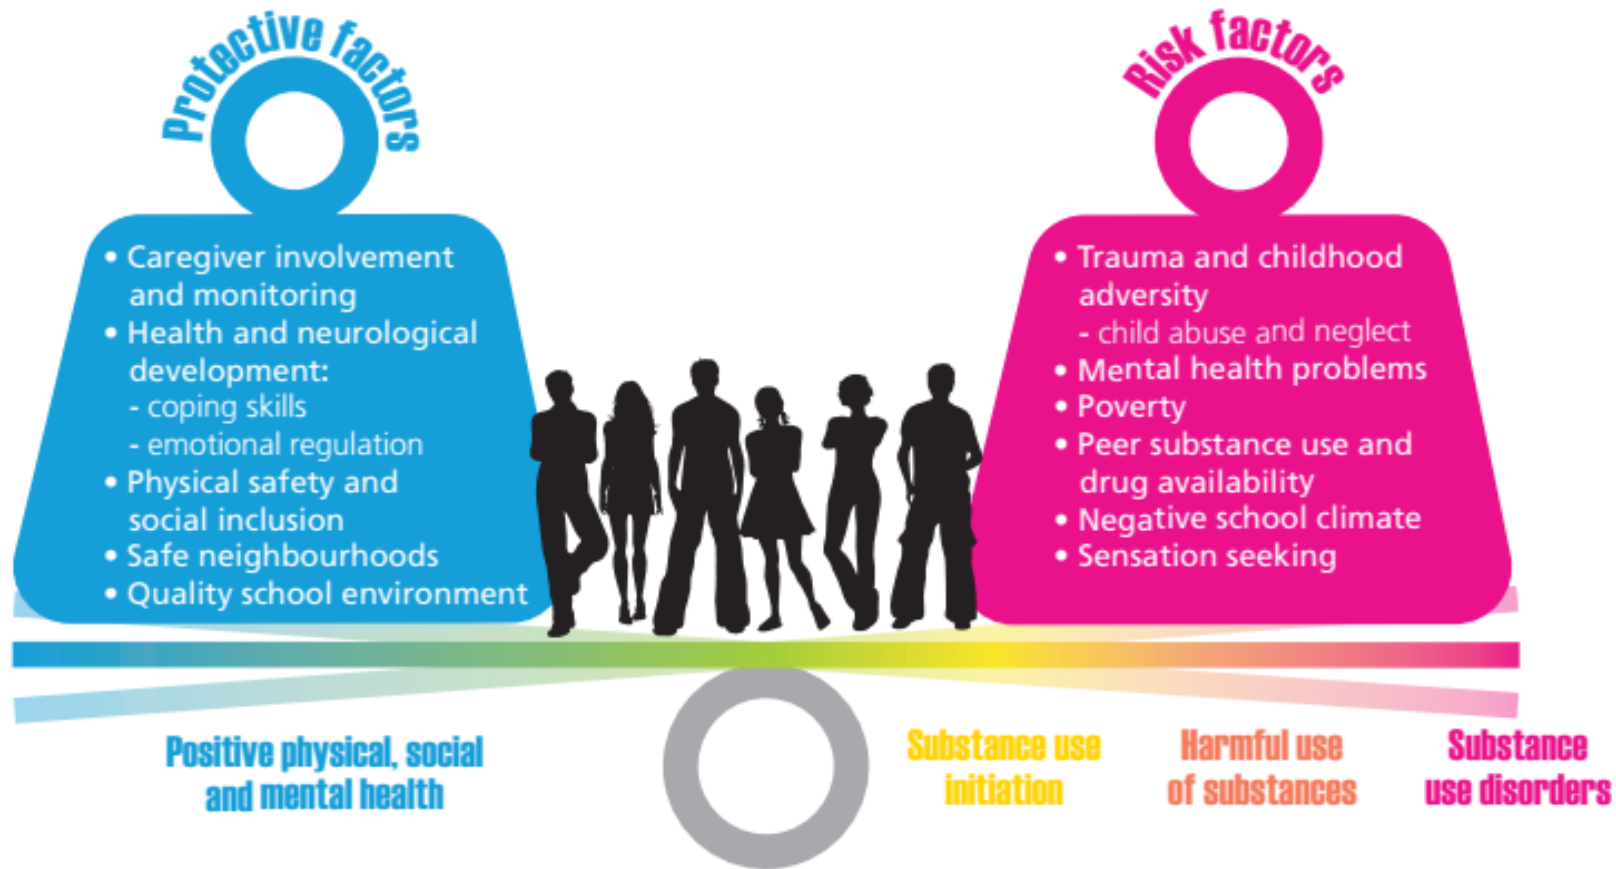 Protective factors
• Caregiver involvement
and monitoring
• Health and neurological
development:
- coping skills
- emotional regulation
• Physical safety and
social inclusion
• Safe neighbourhoods
• Quality school environment
Risk factors
• Trauma and childhood
adversity
- child abuse and neglect
• Mental health problems
• Poverty
• Peer substance use and
drug availability
• Negative school climate
• Sensation seeking
Positive physical, social
and mental health
Substance use
initiation
Harmful use
of substances
Substance
use disorders